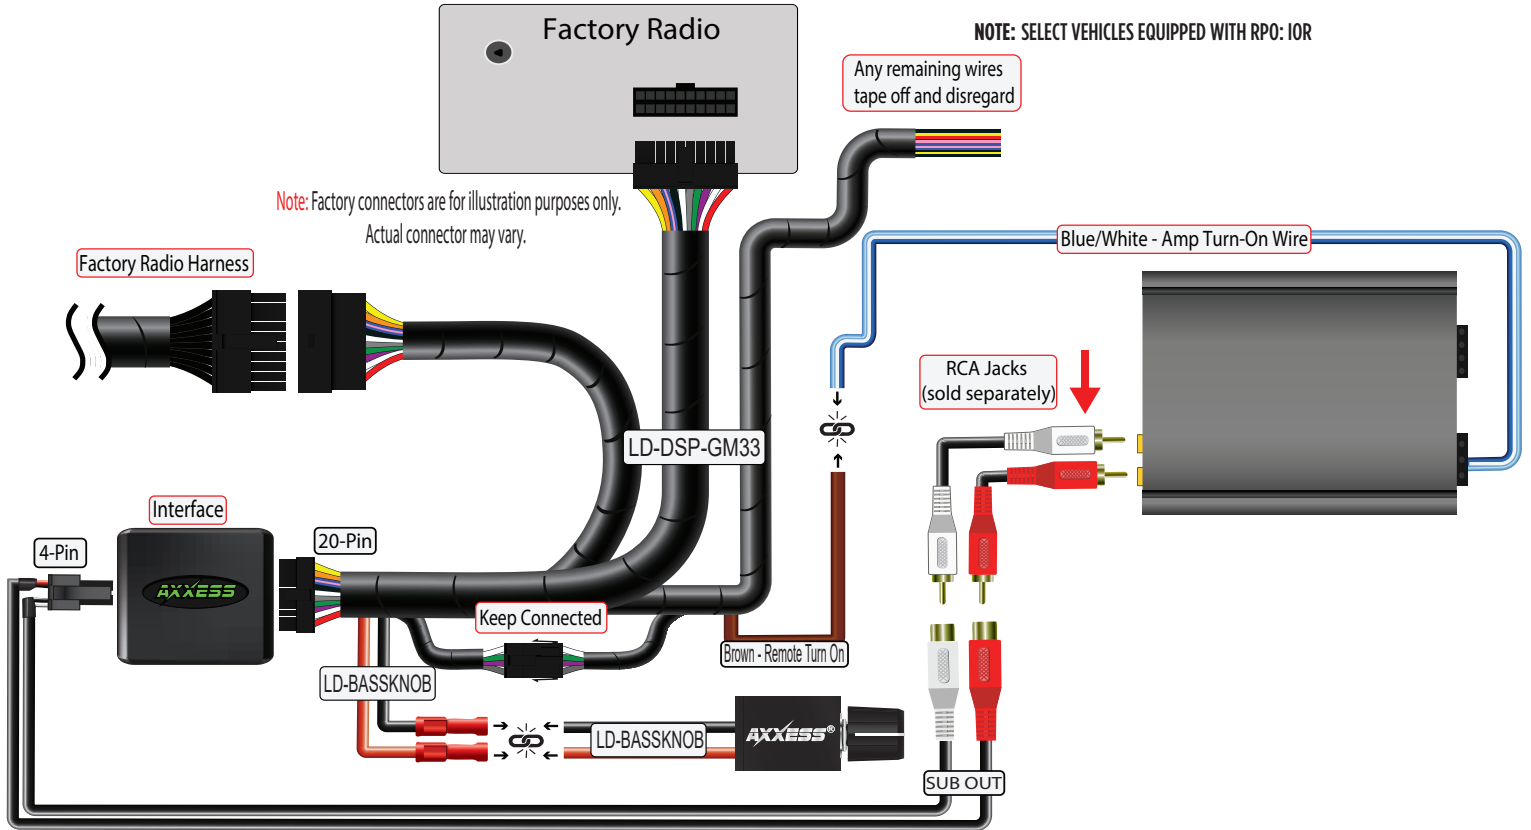 Factory Radio
NOTE: SELECT VEHICLES EQUIPPED WITH RPO: IOR
Any remaining wires
tape off and disregard
Note: Factory connectors are for illustration purposes only.
Actual connector may vary.
Factory Radio Harness
Blue/White - Amp Turn-On Wire
RCA Jacks
(sold separately)
LD-DSP-GM33
Interface
20-Pin
4-Pin
AXXESS
Keep Connected
Brown - Remote Turn On
LD-BASSKNOB
LD-BASSKNOB
AXXESS®
SUB OUT